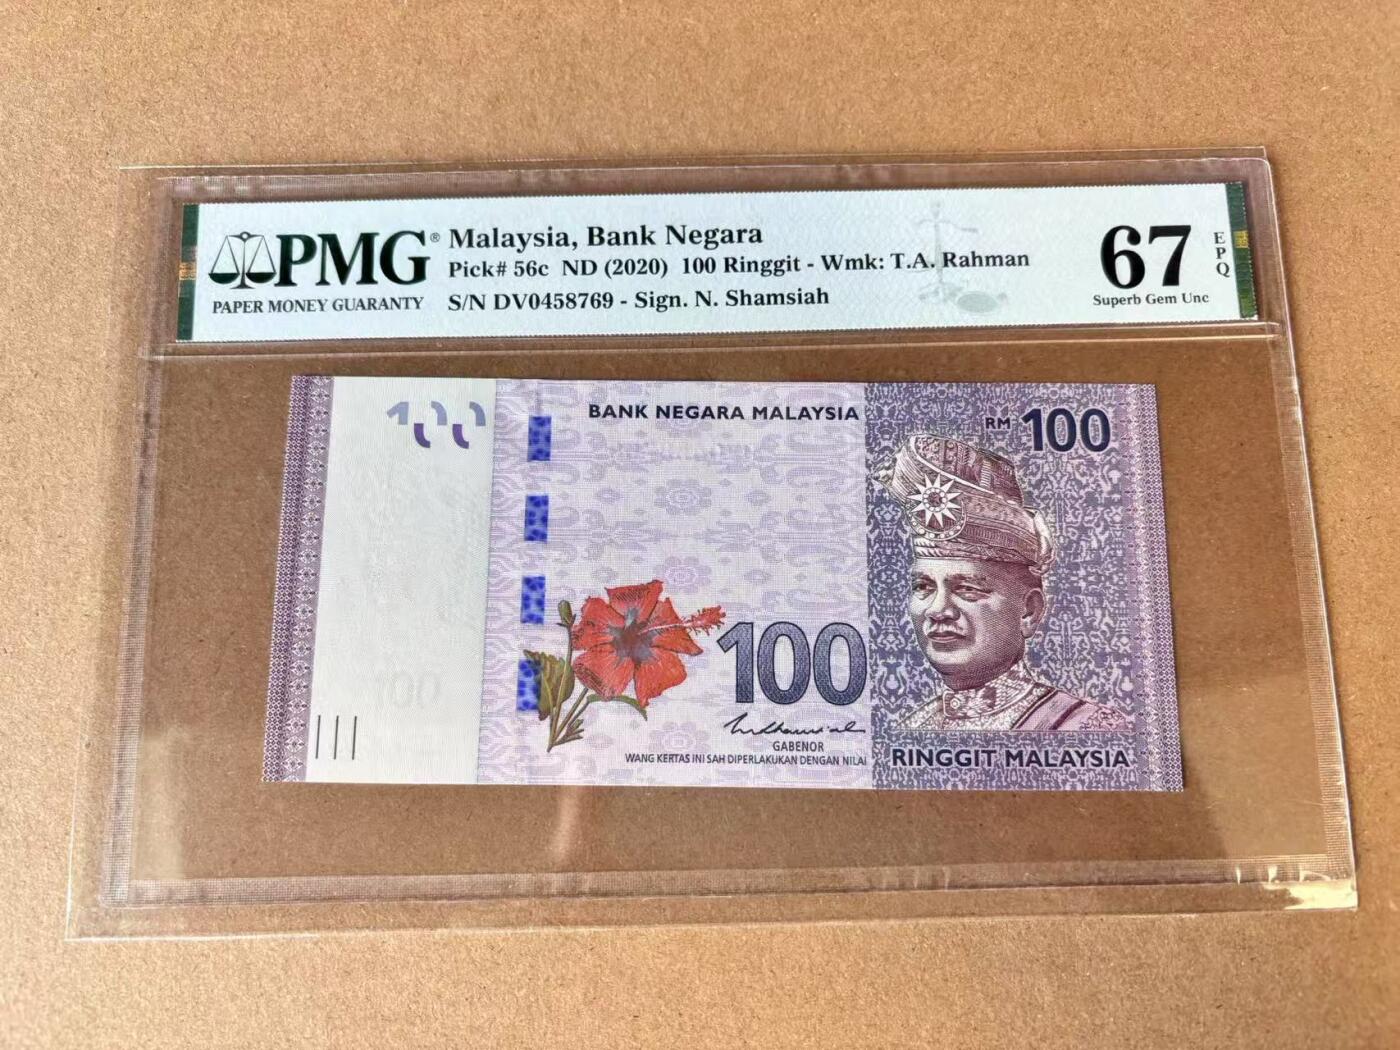 PMG®
PAPER MONEY GUARANTY
Malaysia, Bank Negara
Pick# 56c ND (2020) 100 Ringgit - Wmk: T.A. Rahman
S/N DV0458769 - Sign. N. Shamsiah
67
EPQ
Superb Gem Unc
100
BANK NEGARA MALAYSIA
RM 100
100
100
GABENOR
WANG KERTAS INI SAH DIPERLAKUKAN DENGAN NILAI
RINGGIT MALAYSIA